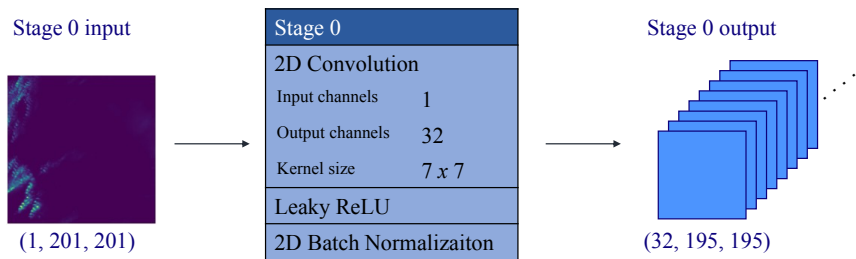 Stage 0 input
(1, 201, 201)
Stage 0
2D Convolution
Input channels 1
Output channels 32
Kernel size 7 x 7
Leaky ReLU
2D Batch Normalizaiton
Stage 0 output
(32, 195, 195)